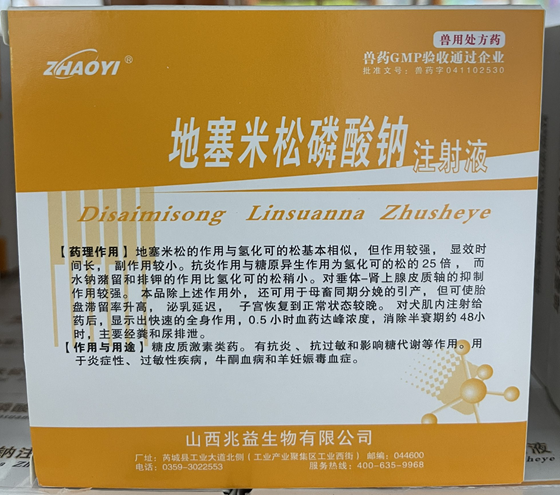 ZHAOYI®
兽用处方药
兽药GMP验收通过企业
批准文号：兽药字041102530
地塞米松磷酸钠注射液
Disaimisong Linsuanna Zhusheye
【药理作用】地塞米松的作用与氢化可的松基本相似，但作用较强，显效时
间长，副作用较小。抗炎作用与糖原异生作用为氢化可的松的25倍，而
水钠潴留和排钾的作用比氢化可的松稍小。对垂体-肾上腺皮质轴的抑制
作用较强。本品除上述作用外，还可用于母畜同期分娩的引产，但可使胎
盘滞留率升高，泌乳延迟，子宫恢复到正常状态较晚。对犬肌内注射给
药后，显示出快速的全身作用，0.5小时血药达峰浓度，消除半衰期约48小
时，主要经粪和尿排泄。
【作用与用途】糖皮质激素类药。有抗炎、抗过敏和影响糖代谢等作用。用
于炎症性、过敏性疾病，牛酮血病和羊妊娠毒血症。
山西兆益生物有限公司
厂址：芮城县工业大道北侧（工业产业聚集区工业西街）邮编：044600
电话：0359-3022553 服务热线：400-635-9968